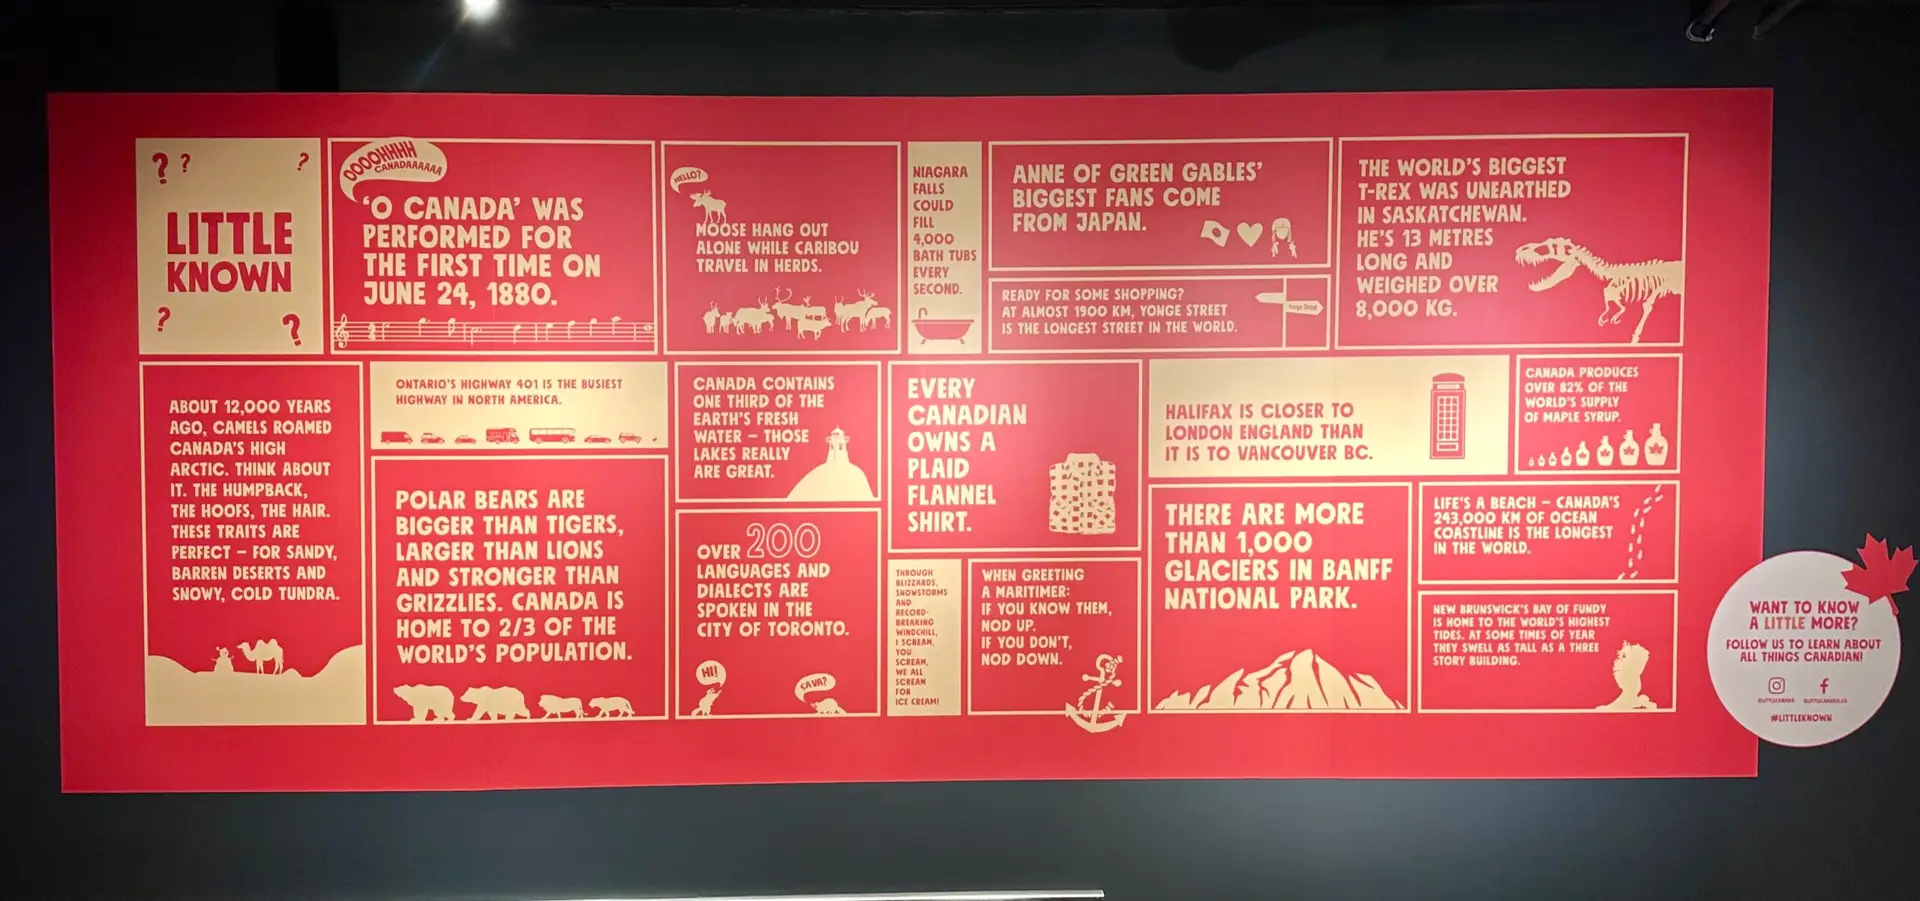 LITTLE
KNOWN
? ? ?
? ?
OOOOHHHH
CANADAAAAAA
‘O CANADA’ WAS
PERFORMED FOR
THE FIRST TIME ON
JUNE 24, 1880.
HELLO?
MOOSE HANG OUT
ALONE WHILE CARIBOU
TRAVEL IN HERDS.
NIAGARA
FALLS
COULD
FILL
4,000
BATH TUBS
EVERY
SECOND.
ANNE OF GREEN GABLES’
BIGGEST FANS COME
FROM JAPAN.
READY FOR SOME SHOPPING?
AT ALMOST 1900 KM, YONGE STREET
IS THE LONGEST STREET IN THE WORLD.
Yonge Street
THE WORLD’S BIGGEST
T-REX WAS UNEARTHED
IN SASKATCHEWAN.
HE’S 13 METRES
LONG AND
WEIGHED OVER
8,000 KG.
ABOUT 12,000 YEARS
AGO, CAMELS ROAMED
CANADA’S HIGH
ARCTIC. THINK ABOUT
IT. THE HUMPBACK,
THE HOOFS, THE HAIR.
THESE TRAITS ARE
PERFECT – FOR SANDY,
BARREN DESERTS AND
SNOWY, COLD TUNDRA.
ONTARIO’S HIGHWAY 401 IS THE BUSIEST
HIGHWAY IN NORTH AMERICA.
POLAR BEARS ARE
BIGGER THAN TIGERS,
LARGER THAN LIONS
AND STRONGER THAN
GRIZZLIES. CANADA IS
HOME TO 2/3 OF THE
WORLD’S POPULATION.
CANADA CONTAINS
ONE THIRD OF THE
EARTH’S FRESH
WATER – THOSE
LAKES REALLY
ARE GREAT.
OVER 200
LANGUAGES AND
DIALECTS ARE
SPOKEN IN THE
CITY OF TORONTO.
HI!
CAVA?
EVERY
CANADIAN
OWNS A
PLAID
FLANNEL
SHIRT.
THROUGH
BLIZZARDS,
SNOWSTORMS
AND
RECORD-
BREAKING
WINDCHILL,
I SCREAM,
YOU
SCREAM,
WE ALL
SCREAM
FOR
ICE CREAM!
WHEN GREETING
A MARITIMER:
IF YOU KNOW THEM,
NOD UP.
IF YOU DON’T,
NOD DOWN.
HALIFAX IS CLOSER TO
LONDON ENGLAND THAN
IT IS TO VANCOUVER BC.
CANADA PRODUCES
OVER 82% OF THE
WORLD’S SUPPLY
OF MAPLE SYRUP.
THERE ARE MORE
THAN 1,000
GLACIERS IN BANFF
NATIONAL PARK.
LIFE’S A BEACH – CANADA’S
243,000 KM OF OCEAN
COASTLINE IS THE LONGEST
IN THE WORLD.
NEW BRUNSWICK’S BAY OF FUNDY
IS HOME TO THE WORLD’S HIGHEST
TIDES. AT SOME TIMES OF YEAR
THEY SWELL AS TALL AS A THREE
STORY BUILDING.
WANT TO KNOW
A LITTLE MORE?
FOLLOW US TO LEARN ABOUT
ALL THINGS CANADIAN!
#LITTLEKNOWN